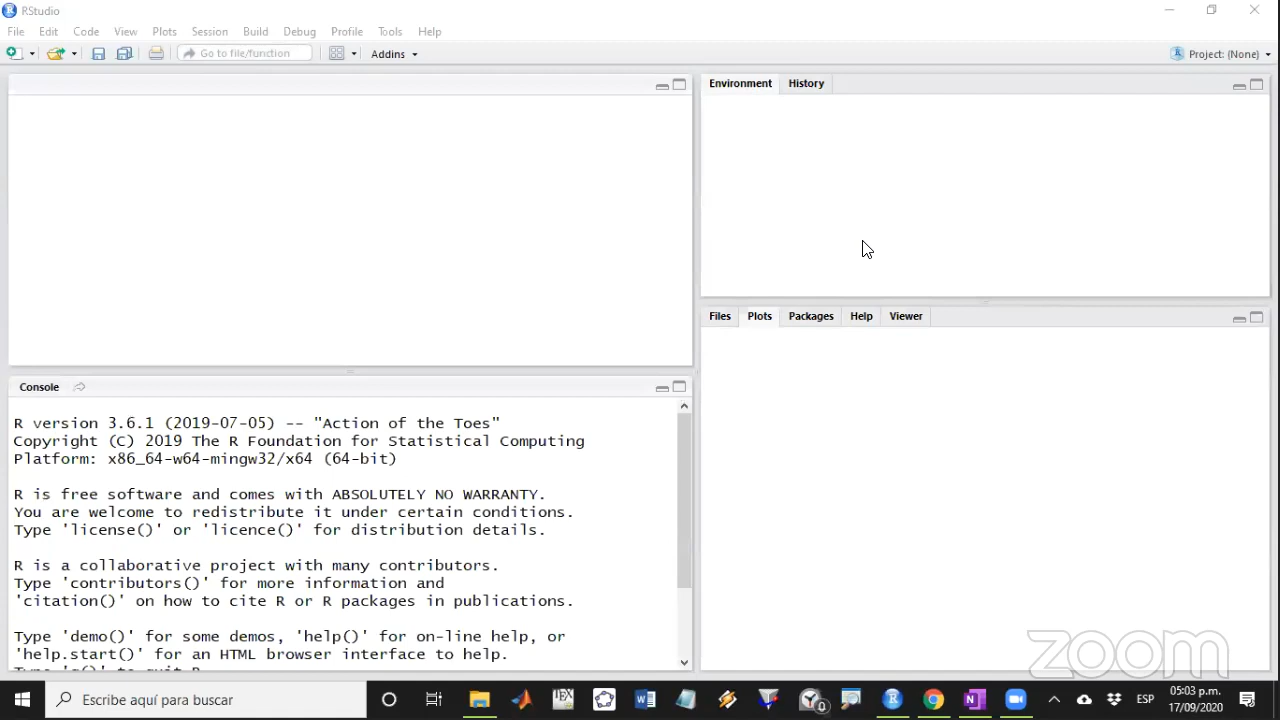 RStudio
File Edit Code View Plots Session Build Debug Profile Tools Help
Go to file/function Addins Project: (None)
Environment History
Files Plots Packages Help Viewer
Console
R version 3.6.1 (2019-07-05) -- "Action of the Toes"
Copyright (C) 2019 The R Foundation for Statistical Computing
Platform: x86_64-w64-mingw32/x64 (64-bit)
R is free software and comes with ABSOLUTELY NO WARRANTY.
You are welcome to redistribute it under certain conditions.
Type 'license()' or 'licence()' for distribution details.
R is a collaborative project with many contributors.
Type 'contributors()' for more information and
'citation()' on how to cite R or R packages in publications.
Type 'demo()' for some demos, 'help()' for on-line help, or
'help.start()' for an HTML browser interface to help.
Type 'q()' to quit R.
zoom
Escribe aquí para buscar
ESP
05:03 p.m.
17/09/2020